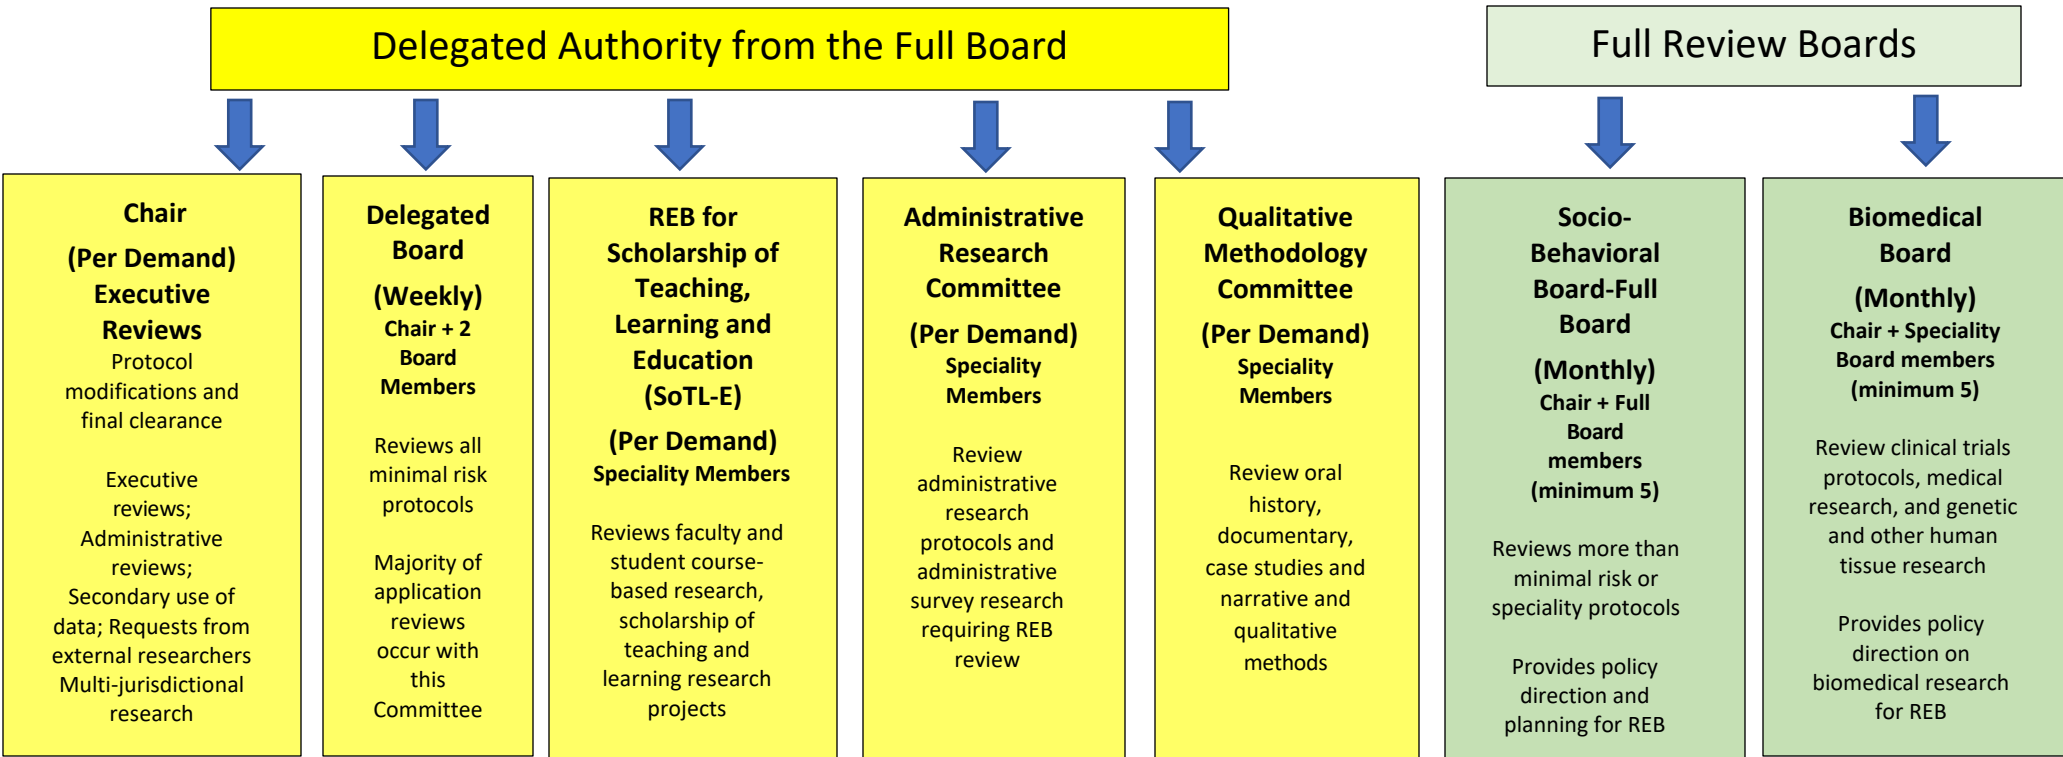 Delegated Authority from the Full Board
Full Review Boards
Chair
(Per Demand)
Executive
Reviews
Protocol
modifications and
final clearance
Executive
reviews;
Administrative
reviews;
Secondary use of
data; Requests from
external researchers
Multi-jurisdictional
research
Delegated
Board
(Weekly)
Chair + 2
Board
Members
Reviews all
minimal risk
protocols
Majority of
application
reviews
occur with
this
Committee
REB for
Scholarship of
Teaching,
Learning and
Education
(SoTL-E)
(Per Demand)
Speciality Members
Reviews faculty and
student course-
based research,
scholarship of
teaching and
learning research
projects
Administrative
Research
Committee
(Per Demand)
Speciality
Members
Review
administrative
research
protocols and
administrative
survey research
requiring REB
review
Qualitative
Methodology
Committee
(Per Demand)
Speciality
Members
Review oral
history,
documentary,
case studies and
narrative and
qualitative
methods
Socio-
Behavioral
Board-Full
Board
(Monthly)
Chair + Full
Board
members
(minimum 5)
Reviews more than
minimal risk or
speciality protocols
Provides policy
direction and
planning for REB
Biomedical
Board
(Monthly)
Chair + Speciality
Board members
(minimum 5)
Review clinical trials
protocols, medical
research, and genetic
and other human
tissue research
Provides policy
direction on
biomedical research
for REB